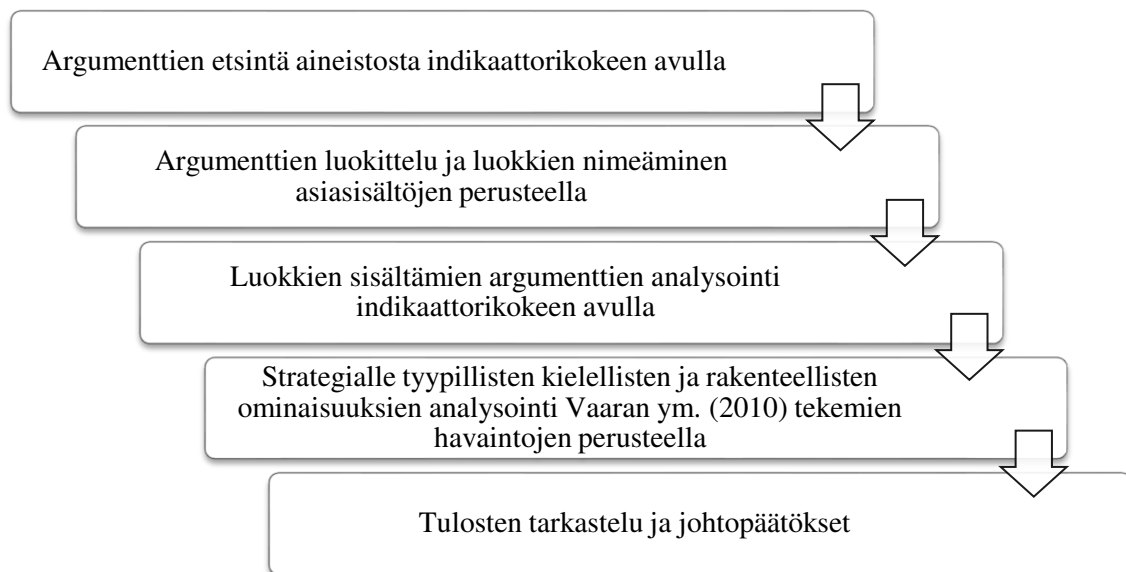 Argumenttien etsintä aineistosta indikaattorikokeen avulla
Argumenttien luokittelu ja luokkien nimeäminen
asiasisältöjen perusteella
Luokkien sisältämien argumenttien analysointi
indikaattorikokeen avulla
Strategialle tyypillisten kielellisten ja rakenteellisten
ominaisuuksien analysointi Vaaran ym. (2010) tekemien
havaintojen perusteella
Tulosten tarkastelu ja johtopäätökset